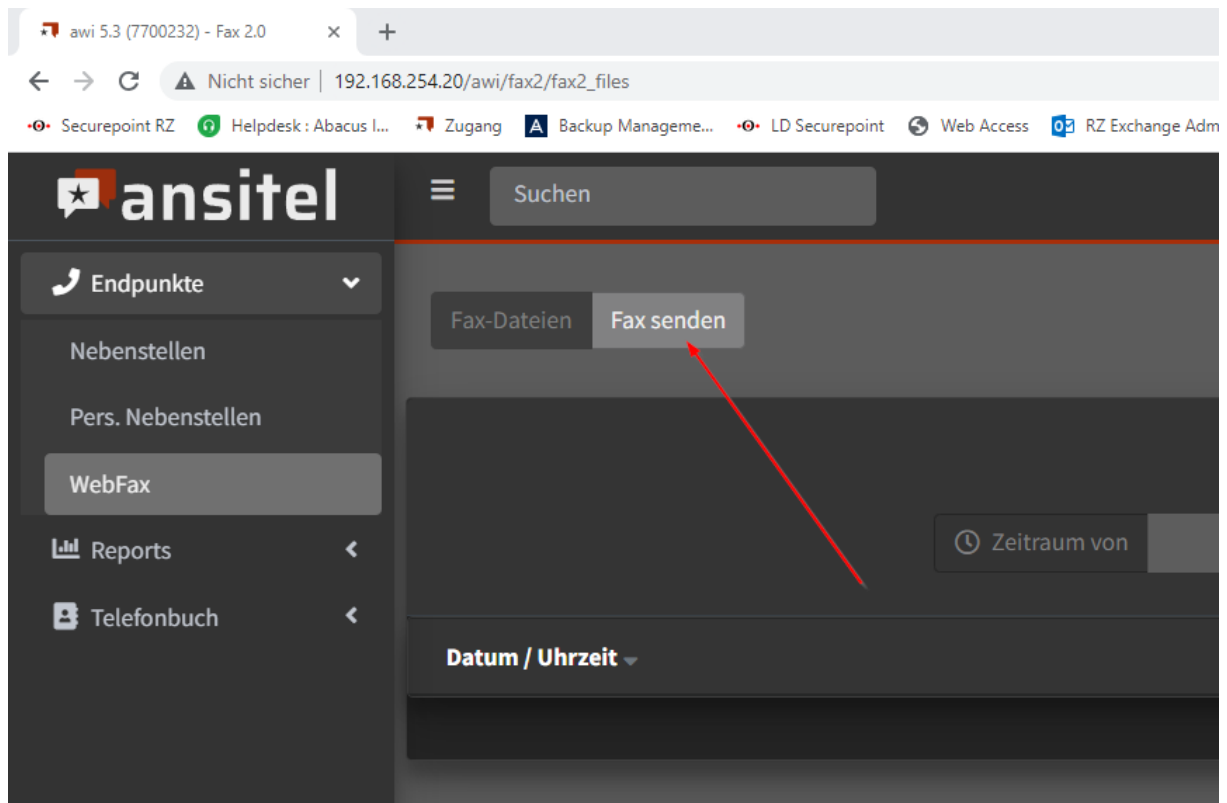 awi 5.3 (7700232) - Fax 2.0
Nicht sicher | 192.168.254.20/awi/fax2/fax2_files
Securepoint RZ Helpdesk : Abacus I... Zugang Backup Manageme... LD Securepoint Web Access RZ Exchange Adm
ansitel
Suchen
Endpunkte
Fax-Dateien Fax senden
Nebenstellen
Pers. Nebenstellen
WebFax
Zeitraum von
Reports
Telefonbuch
Datum / Uhrzeit